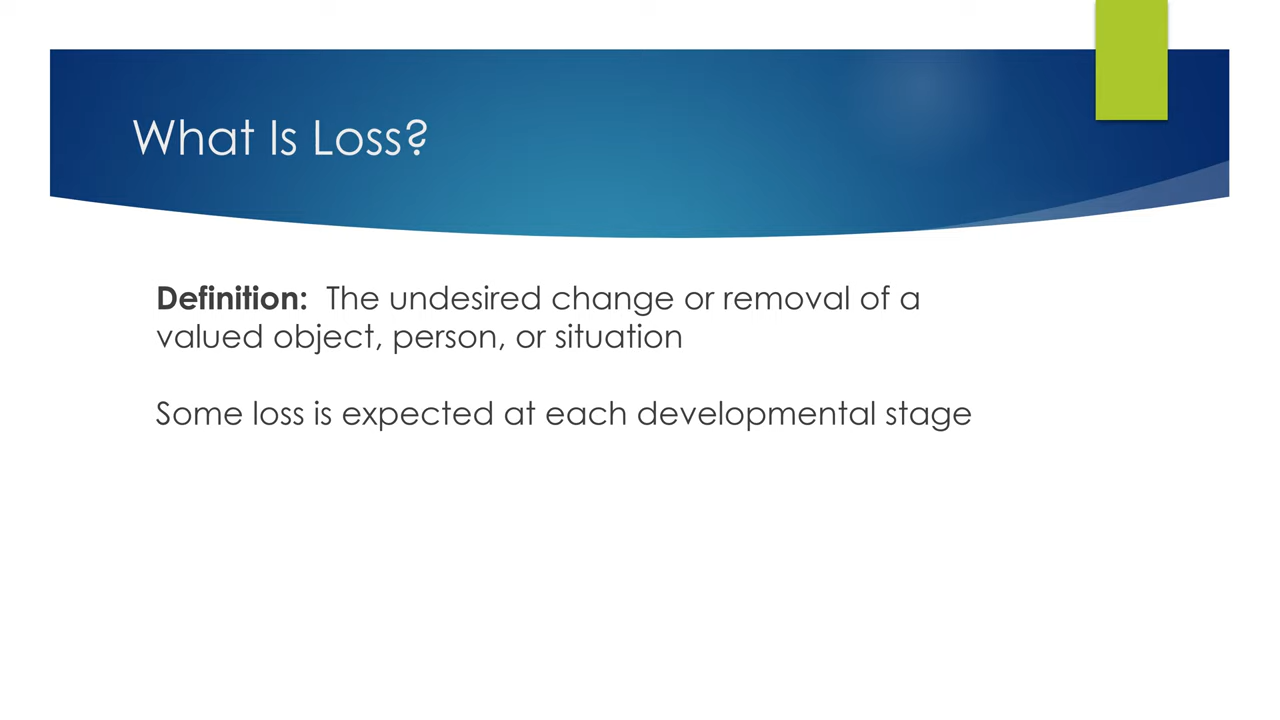 What Is Loss?
Definition: The undesired change or removal of a
valued object, person, or situation
Some loss is expected at each developmental stage